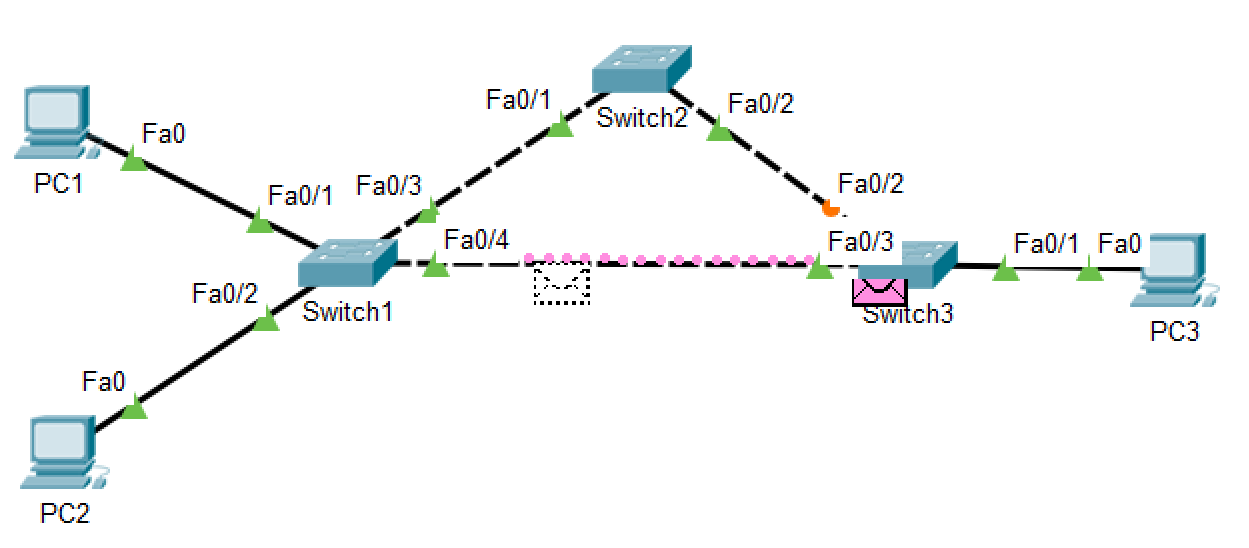 Fa0/1
Fa0/2
Switch2
Fa0
PC1
Fa0/1
Fa0/3
Fa0/2
Fa0/4
Fa0/3
Fa0/1
Fa0
Fa0/2
Switch1
Switch3
PC3
Fa0
PC2